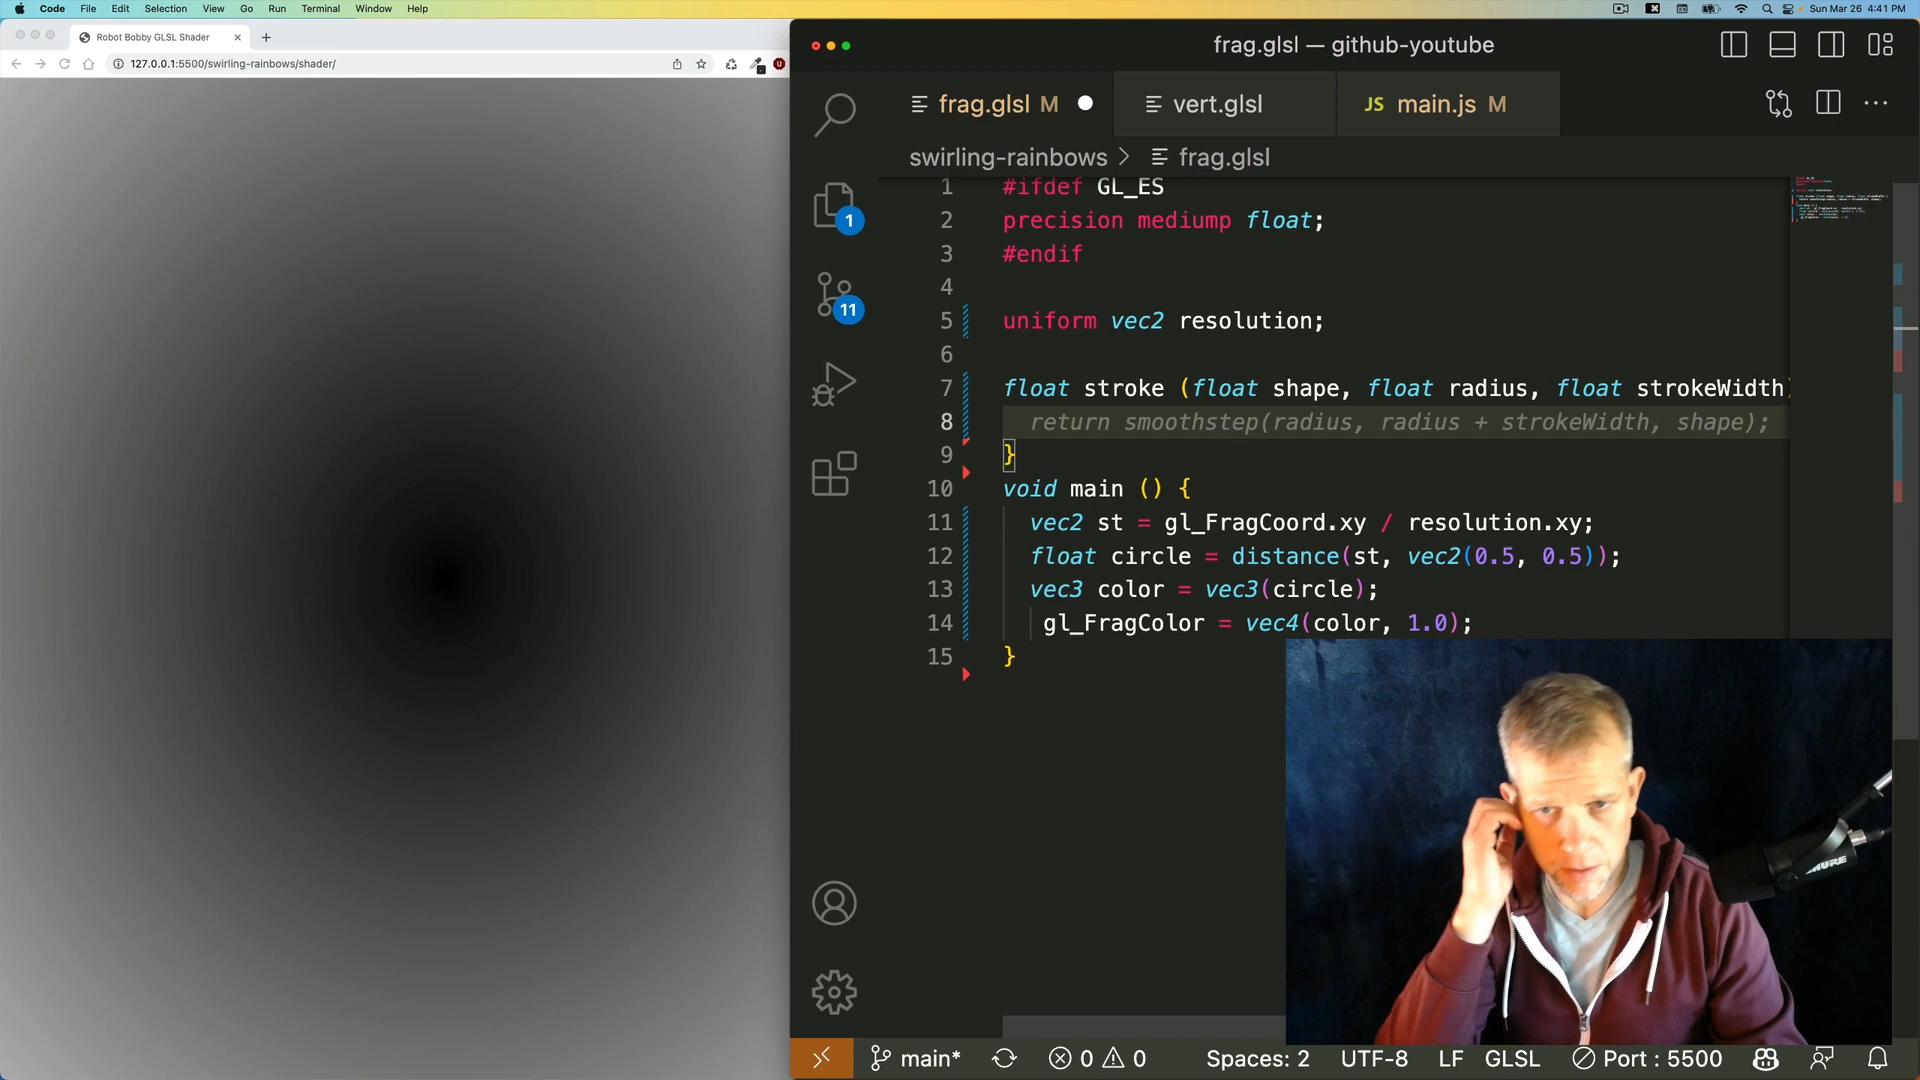 Code File Edit Selection View Go Run Terminal Window Help
Sun Mar 26 4:41 PM
Robot Bobby GLSL Shader
127.0.0.1:5500/swirling-rainbows/shader/
frag.glsl — github-youtube
frag.glsl M
vert.glsl
JS main.js M
swirling-rainbows > frag.glsl
1 #ifdef GL_ES
2 precision mediump float;
3 #endif
4
5 uniform vec2 resolution;
6
7 float stroke (float shape, float radius, float strokeWidth)
8 return smoothstep(radius, radius + strokeWidth, shape);
9 }
10 void main () {
11 vec2 st = gl_FragCoord.xy / resolution.xy;
12 float circle = distance(st, vec2(0.5, 0.5));
13 vec3 color = vec3(circle);
14 gl_FragColor = vec4(color, 1.0);
15 }
1
11
SHURE
main* 0 0 Spaces: 2 UTF-8 LF GLSL Port : 5500